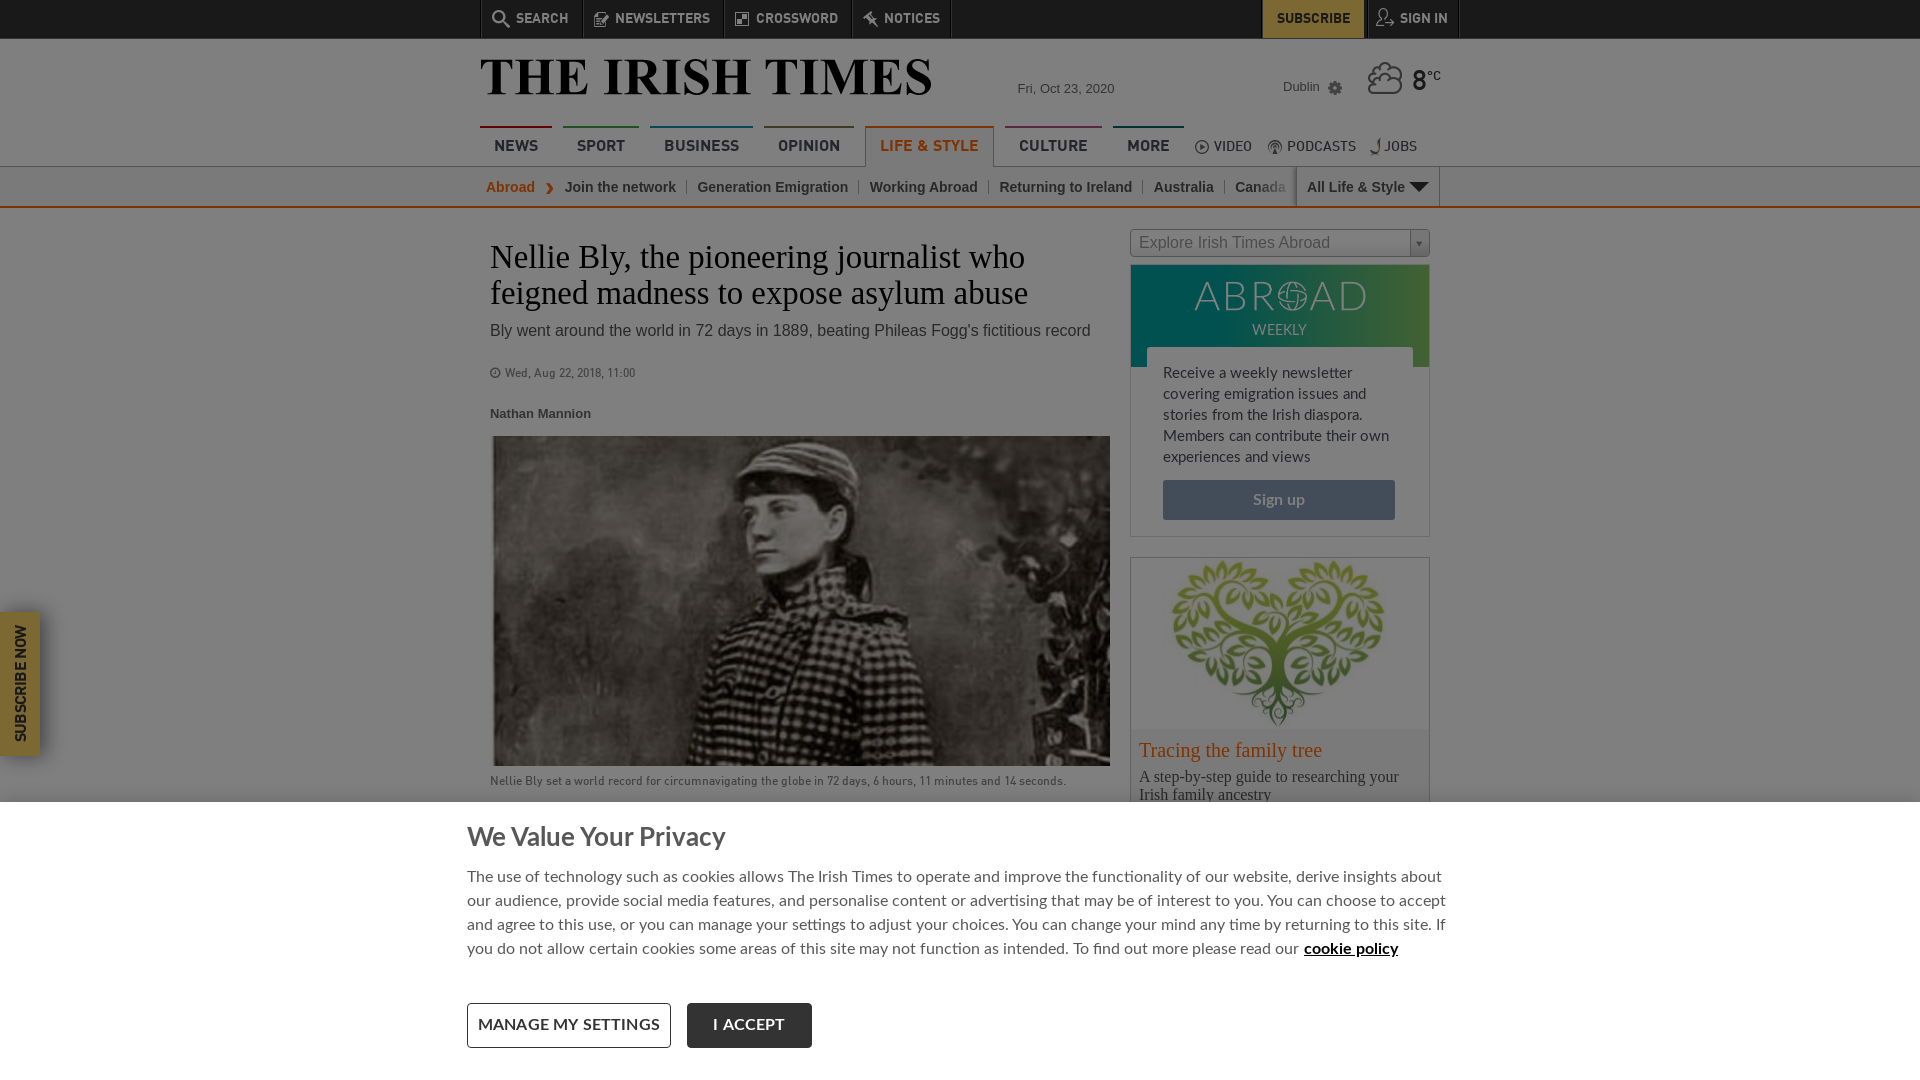 SEARCH
NEWSLETTERS
CROSSWORD
NOTICES
SUBSCRIBE
SIGN IN
THE IRISH TIMES
Fri, Oct 23, 2020
Dublin
8°C
NEWS
SPORT
BUSINESS
OPINION
LIFE & STYLE
CULTURE
MORE
VIDEO
PODCASTS
JOBS
Abroad
Join the network
Generation Emigration
Working Abroad
Returning to Ireland
Australia
Canada
All Life & Style
Nellie Bly, the pioneering journalist who
feigned madness to expose asylum abuse
Bly went around the world in 72 days in 1889, beating Phileas Fogg's fictitious record
Wed, Aug 22, 2018, 11:00
Nathan Mannion
Nellie Bly set a world record for circumnavigating the globe in 72 days, 6 hours, 11 minutes and 14 seconds.
Explore Irish Times Abroad
ABROAD
WEEKLY
Receive a weekly newsletter
covering emigration issues and
stories from the Irish diaspora.
Members can contribute their own
experiences and views
Sign up
Tracing the family tree
A step-by-step guide to researching your
Irish family ancestry
SUBSCRIBE NOW
We Value Your Privacy
The use of technology such as cookies allows The Irish Times to operate and improve the functionality of our website, derive insights about
our audience, provide social media features, and personalise content or advertising that may be of interest to you. You can choose to accept
and agree to this use, or you can manage your settings to adjust your choices. You can change your mind any time by returning to this site. If
you do not allow certain cookies some areas of this site may not function as intended. To find out more please read our cookie policy
MANAGE MY SETTINGS
I ACCEPT